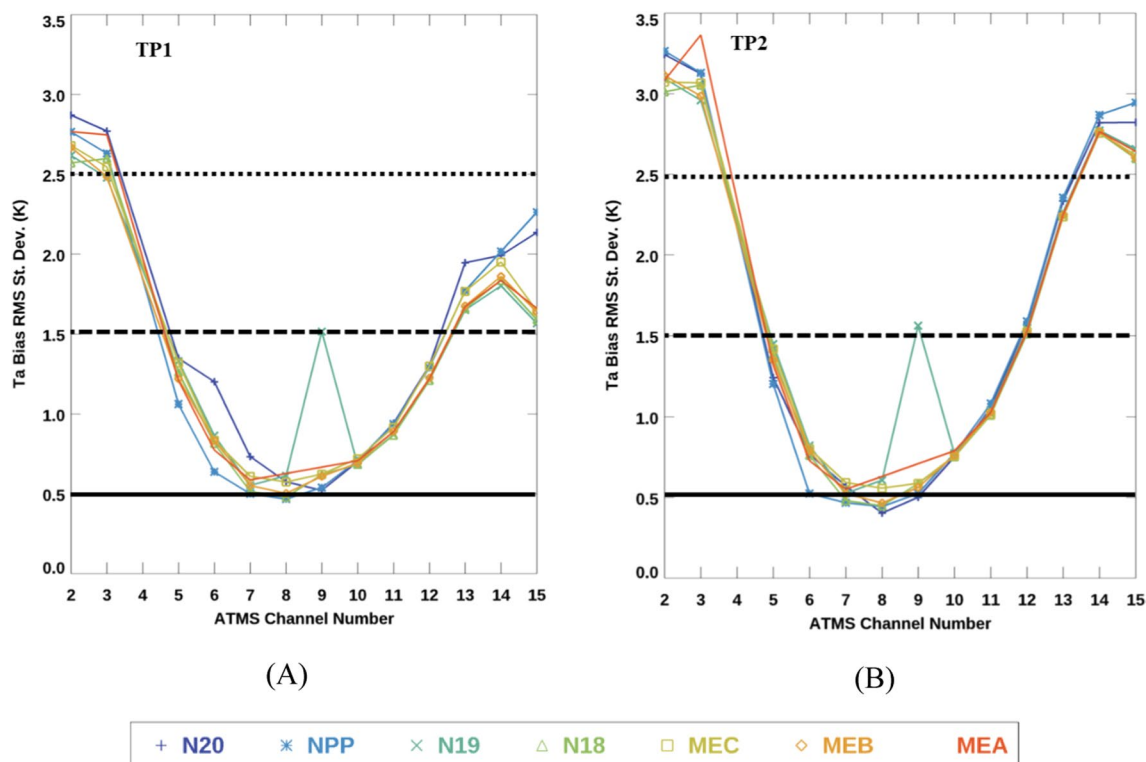 TP1
3.5
3.0
2.5
2.0
1.5
1.0
0.5
0.0
Ta Bias RMS St. Dev. (K)
2 3 4 5 6 7 8 9 10 11 12 13 14 15
ATMS Channel Number
(A)
TP2
3.5
3.0
2.5
2.0
1.5
1.0
0.5
0.0
Ta Bias RMS St. Dev. (K)
2 3 4 5 6 7 8 9 10 11 12 13 14 15
ATMS Channel Number
(B)
N20 NPP N19 N18 MEC MEB MEA